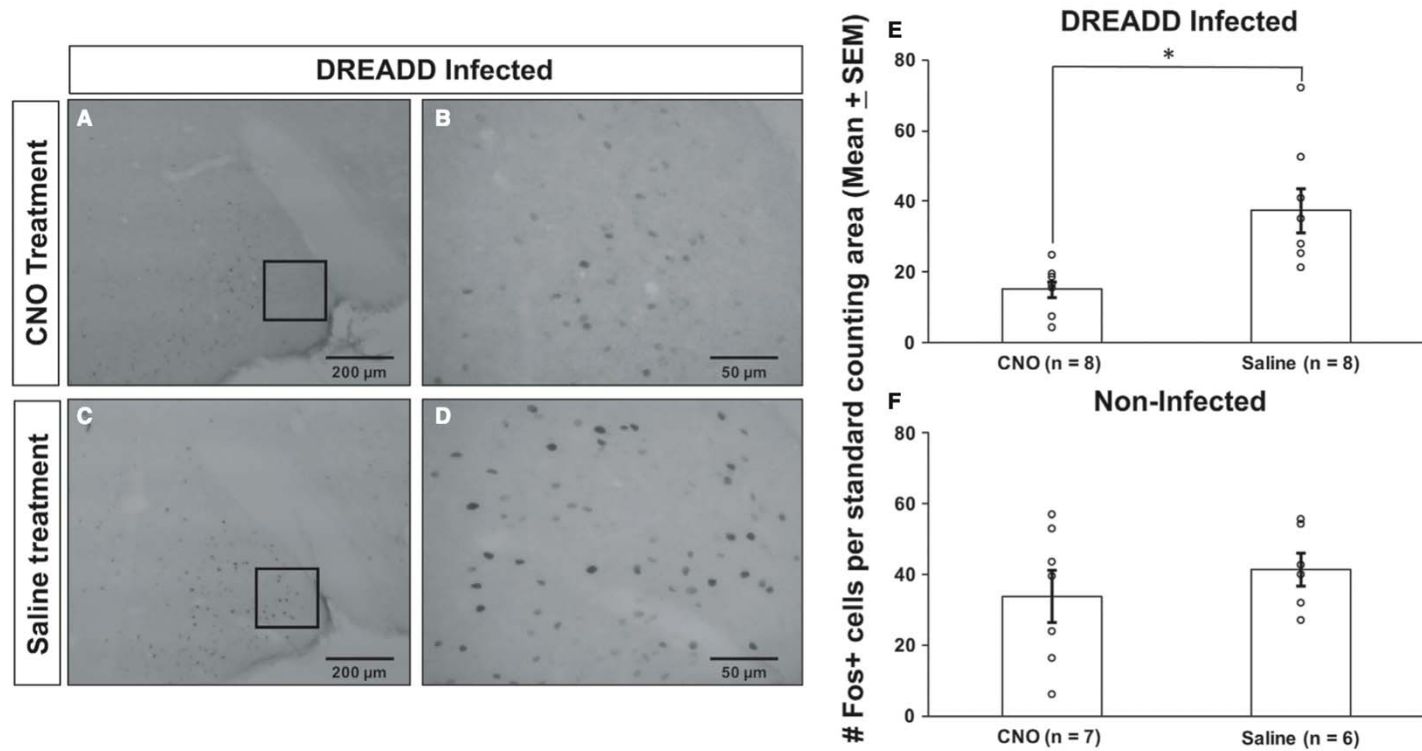 DREADD Infected
CNO Treatment
A
200 µm
B
50 µm
Saline treatment
C
200 µm
D
50 µm
# Fos+ cells per standard counting area (Mean ± SEM)
E
DREADD Infected
*
80
60
40
20
0
CNO (n = 8)
Saline (n = 8)
F
Non-Infected
80
60
40
20
0
CNO (n = 7)
Saline (n = 6)